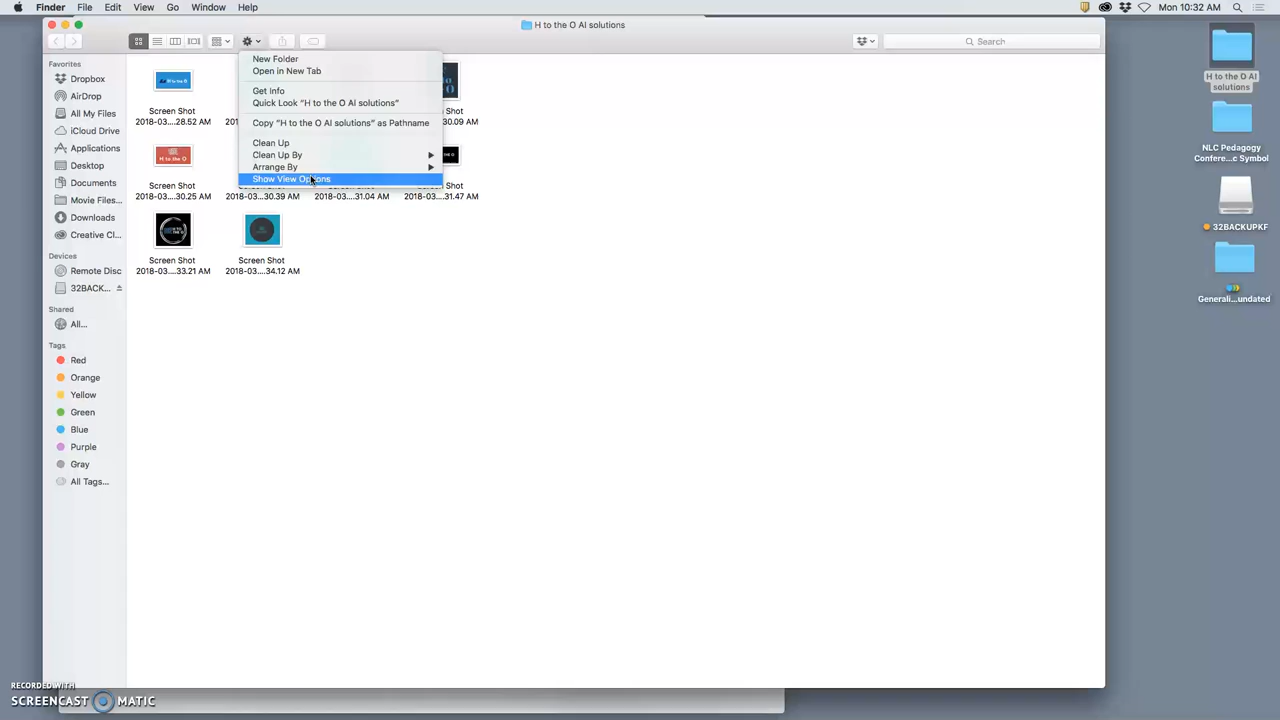 Finder File Edit View Go Window Help Mon 10:32 AM
H to the O AI solutions
Search
Favorites
Dropbox
AirDrop
All My Files
iCloud Drive
Applications
Desktop
Documents
Movie Files...
Downloads
Creative Cl...
Devices
Remote Disc
32BACK...
Shared
All...
Tags
Red
Orange
Yellow
Green
Blue
Purple
Gray
All Tags...
New Folder
Open in New Tab
Get Info
Quick Look “H to the O AI solutions”
Copy “H to the O AI solutions” as Pathname
Clean Up
Clean Up By
Arrange By
Show View Options
Screen Shot
2018-03....28.52 AM
Shot
....30.09 AM
H to the O
Screen Shot
2018-03....30.25 AM
2018-03....30.39 AM
2018-03....31.04 AM
Shot
2018-03....31.47 AM
Screen Shot
2018-03....33.21 AM
Screen Shot
2018-03....34.12 AM
H to the O AI
solutions
NLC Pedagogy
Conferenc...c Symbol
32BACKUPKF
Generali...undated
RECORDED WITH
SCREENCAST MATIC